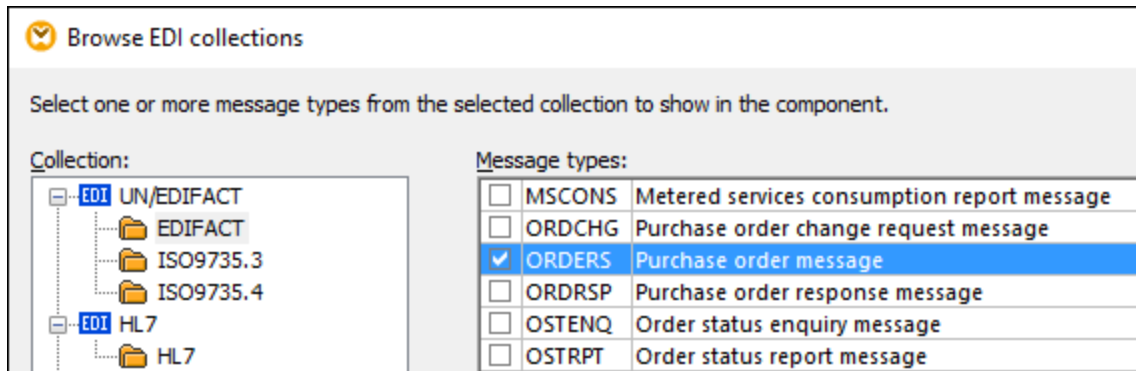 Browse EDI collections
Select one or more message types from the selected collection to show in the component.
Collection:
EDI UN/EDIFACT
EDIFACT
ISO9735.3
ISO9735.4
EDI HL7
HL7
Message types:
MSCONS Metered services consumption report message
ORDCHG Purchase order change request message
ORDERS Purchase order message
ORDRSP Purchase order response message
OSTENQ Order status enquiry message
OSTRPT Order status report message